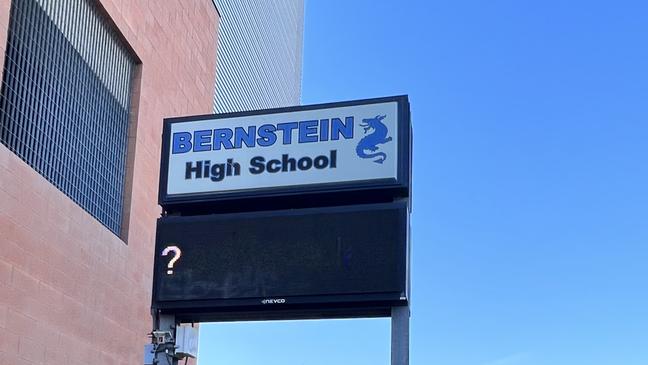 BERNSTEIN
High School
?
NEVCO